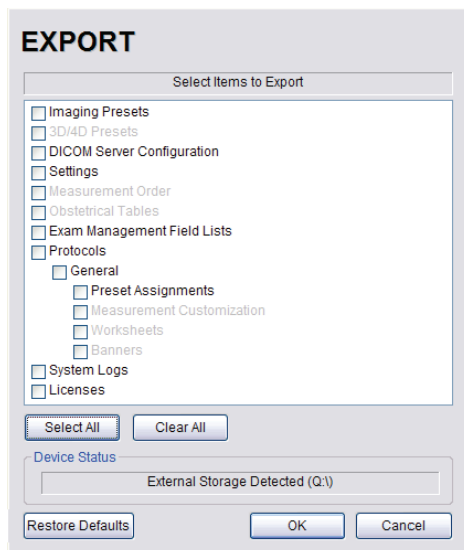 EXPORT
Select Items to Export
Imaging Presets
3D/4D Presets
DICOM Server Configuration
Settings
Measurement Order
Obstetrical Tables
Exam Management Field Lists
Protocols
General
Preset Assignments
Measurement Customization
Worksheets
Banners
System Logs
Licenses
Select All Clear All
Device Status
External Storage Detected (Q:\)
Restore Defaults OK Cancel